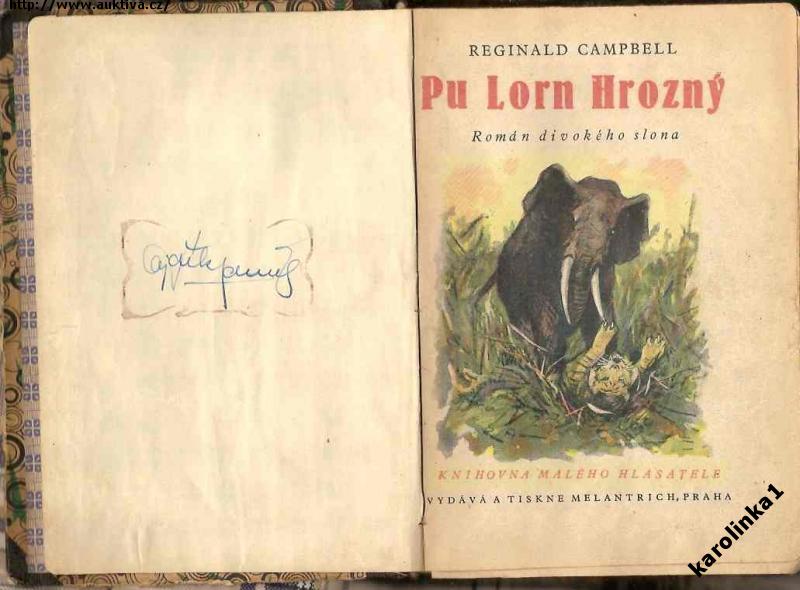 http://www.auktiva.cz/
REGINALD CAMPBELL
Pu Lorn Hrozný
Román divokého slona
KNIHOVNA MALÉHO HLASATELE
VYDÁVÁ A TISKNE MELANTRICH, PRAHA
karolinka1